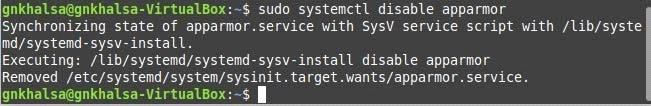 gnkhalsa@gnkhalsa-VirtualBox:~$ sudo systemctl disable apparmor
Synchronizing state of apparmor.service with SysV service script with /lib/syste
md/systemd-sysv-install.
Executing: /lib/systemd/systemd-sysv-install disable apparmor
Removed /etc/systemd/system/sysinit.target.wants/apparmor.service.
gnkhalsa@gnkhalsa-VirtualBox:~$